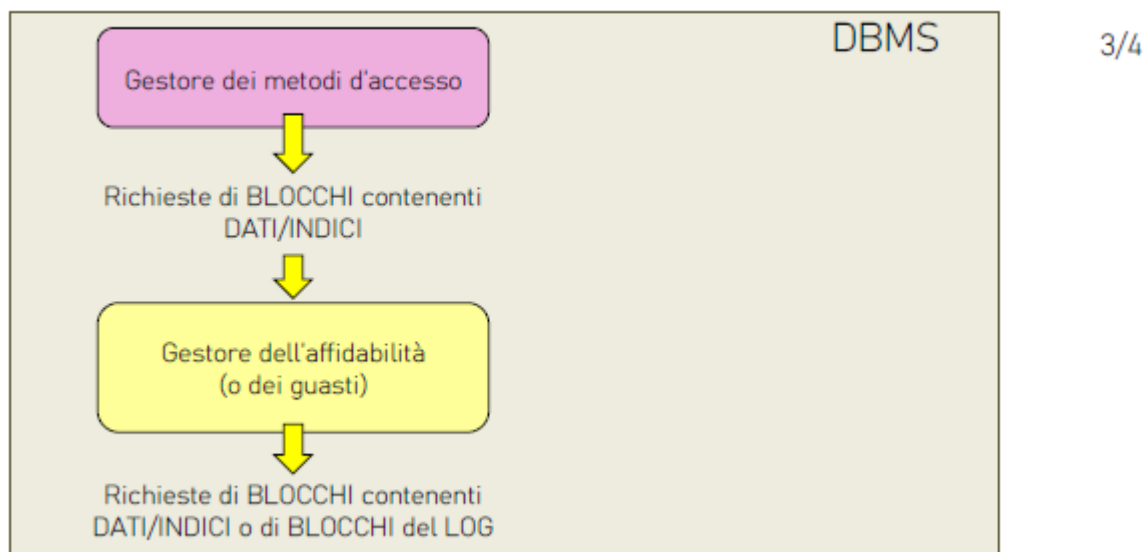 DBMS
3/4
Gestore dei metodi d'accesso
Richieste di BLOCCHI contenenti
DATI/INDICI
Gestore dell'affidabilità
(o dei guasti)
Richieste di BLOCCHI contenenti
DATI/INDICI o di BLOCCHI del LOG